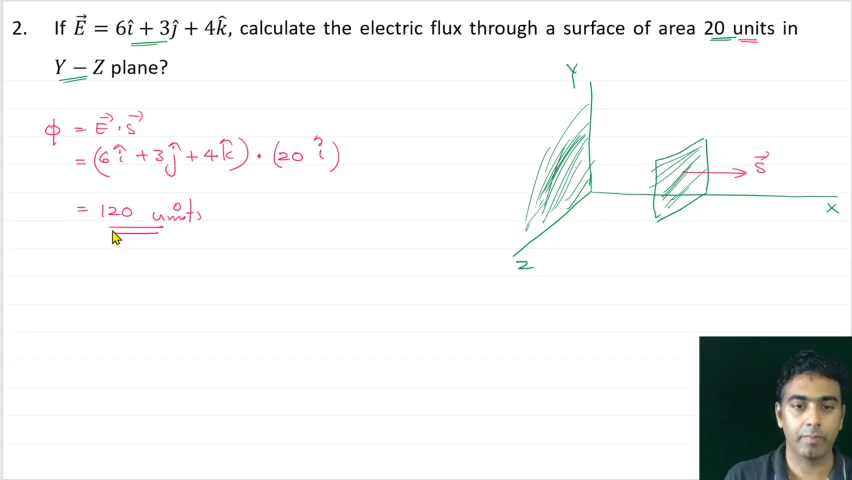 2. If E⃗ = 6î + 3ĵ + 4k̂, calculate the electric flux through a surface of area 20 units in
Y − Z plane?
ϕ = E⃗ · S⃗
= (6î + 3ĵ + 4k̂) · (20 î)
= 120 units
Y
S⃗
X
Z